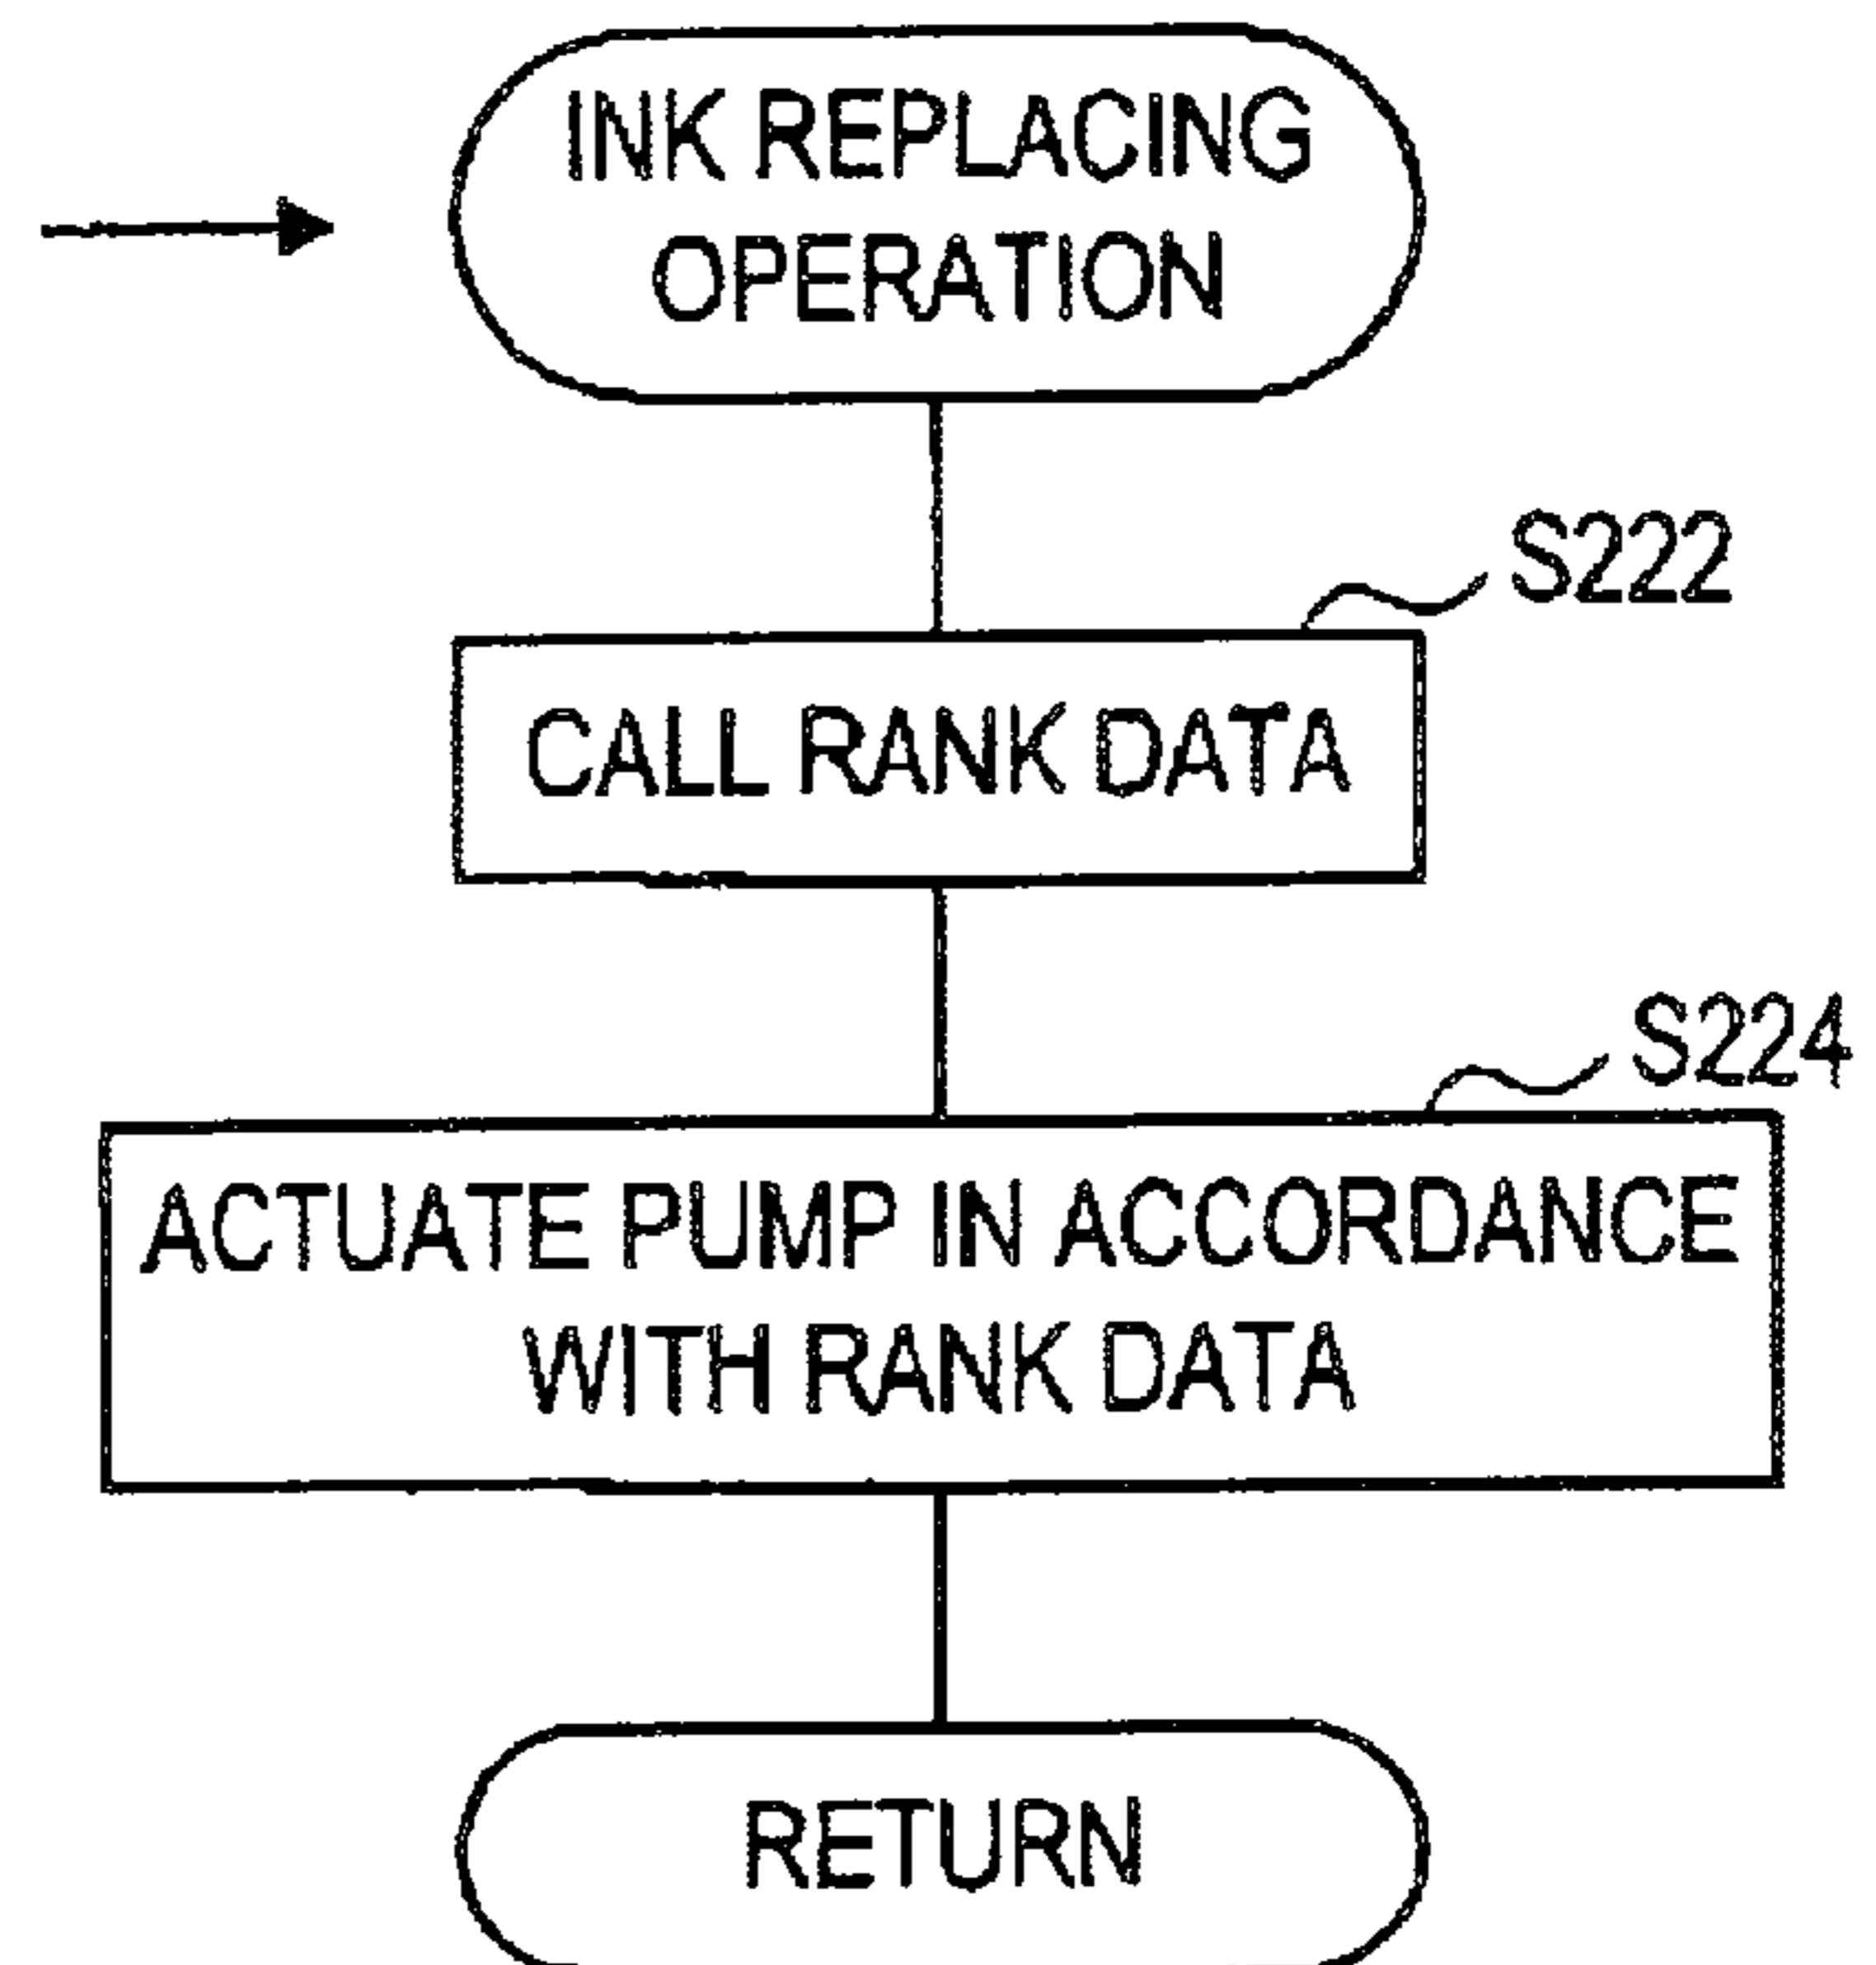 INK REPLACING
OPERATION
S222
CALL RANK DATA
S224
ACTUATE PUMP IN ACCORDANCE
WITH RANK DATA
RETURN